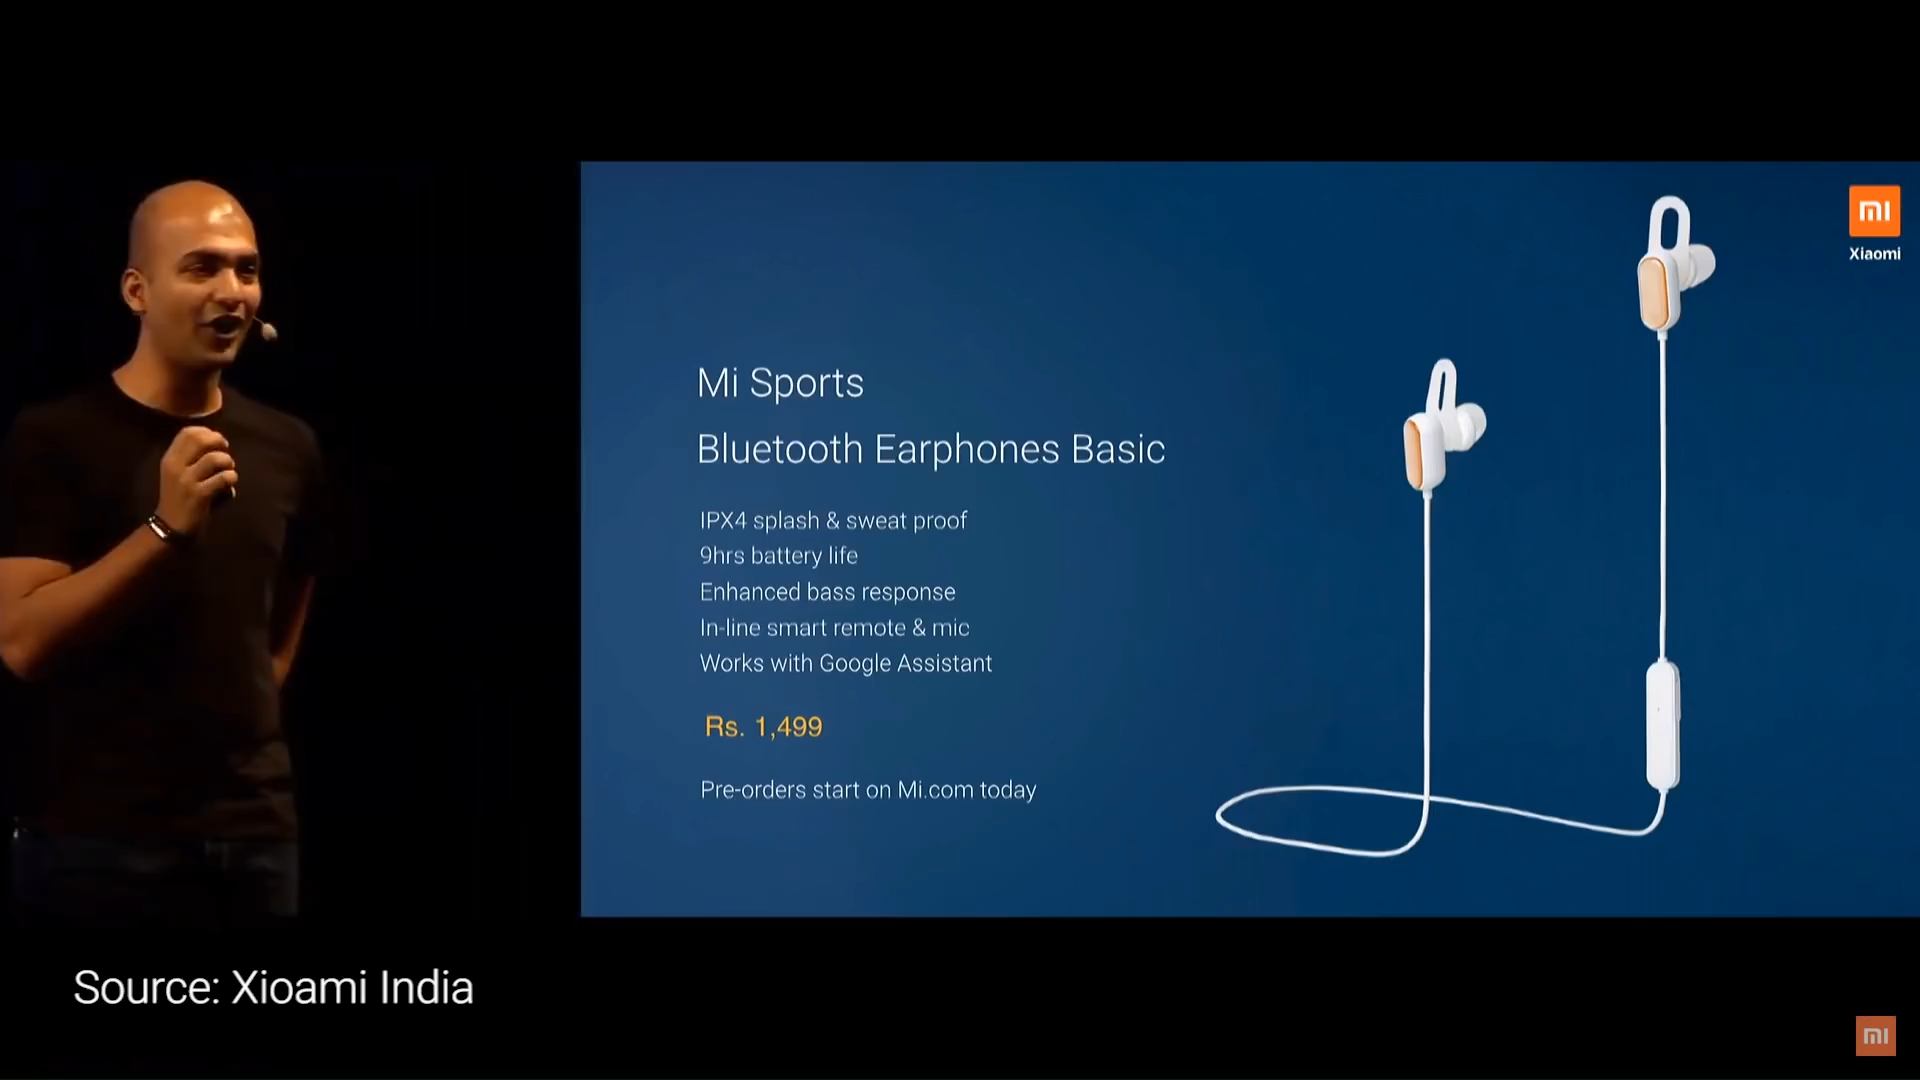 mi
Xiaomi
Mi Sports
Bluetooth Earphones Basic
IPX4 splash & sweat proof
9hrs battery life
Enhanced bass response
In-line smart remote & mic
Works with Google Assistant
Rs. 1,499
Pre-orders start on Mi.com today
Source: Xioami India
mi